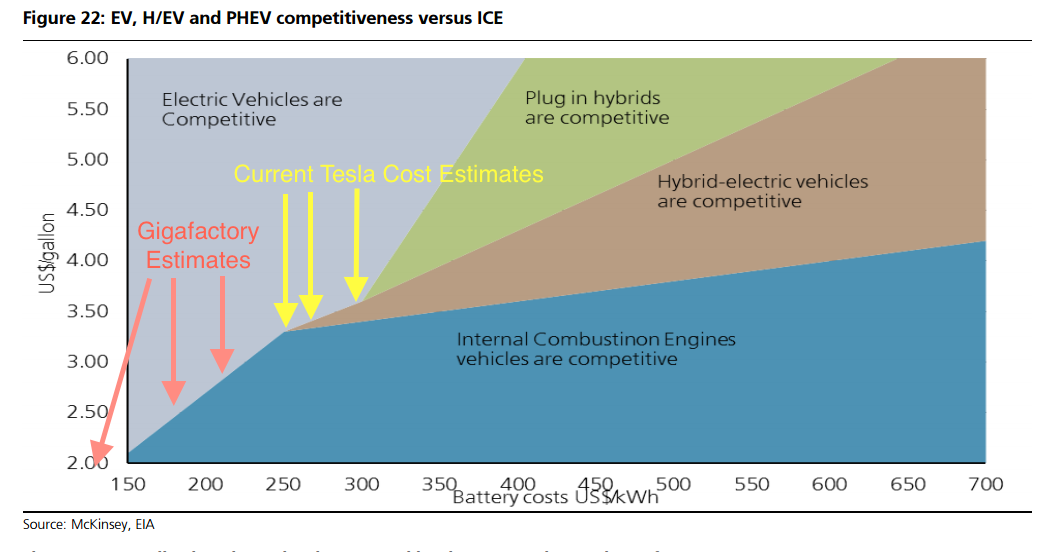 Figure 22: EV, H/EV and PHEV competitiveness versus ICE
6.00
5.50
5.00
4.50
4.00
3.50
3.00
2.50
2.00
US$/gallon
Electric Vehicles are
Competitive
Plug in hybrids
are competitive
Current Tesla Cost Estimates
Hybrid-electric vehicles
are competitive
Gigafactory
Estimates
Internal Combustinon Engines
vehicles are competitive
150 200 250 300 350 400 450 500 550 600 650 700
Battery costs US$/kWh
Source: McKinsey, EIA